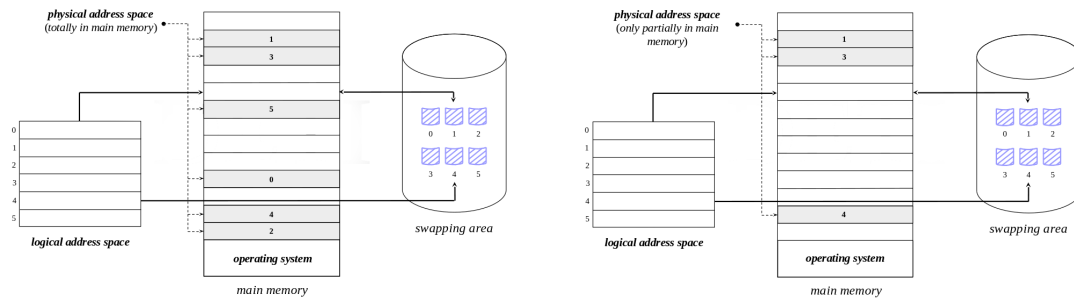 physical address space
(totally in main memory)
1
3
5
0
4
2
operating system
main memory
0
1
2
3
4
5
logical address space
0 1 2
3 4 5
swapping area
physical address space
(only partially in main
memory)
1
3
4
operating system
main memory
0
1
2
3
4
5
logical address space
0 1 2
3 4 5
swapping area